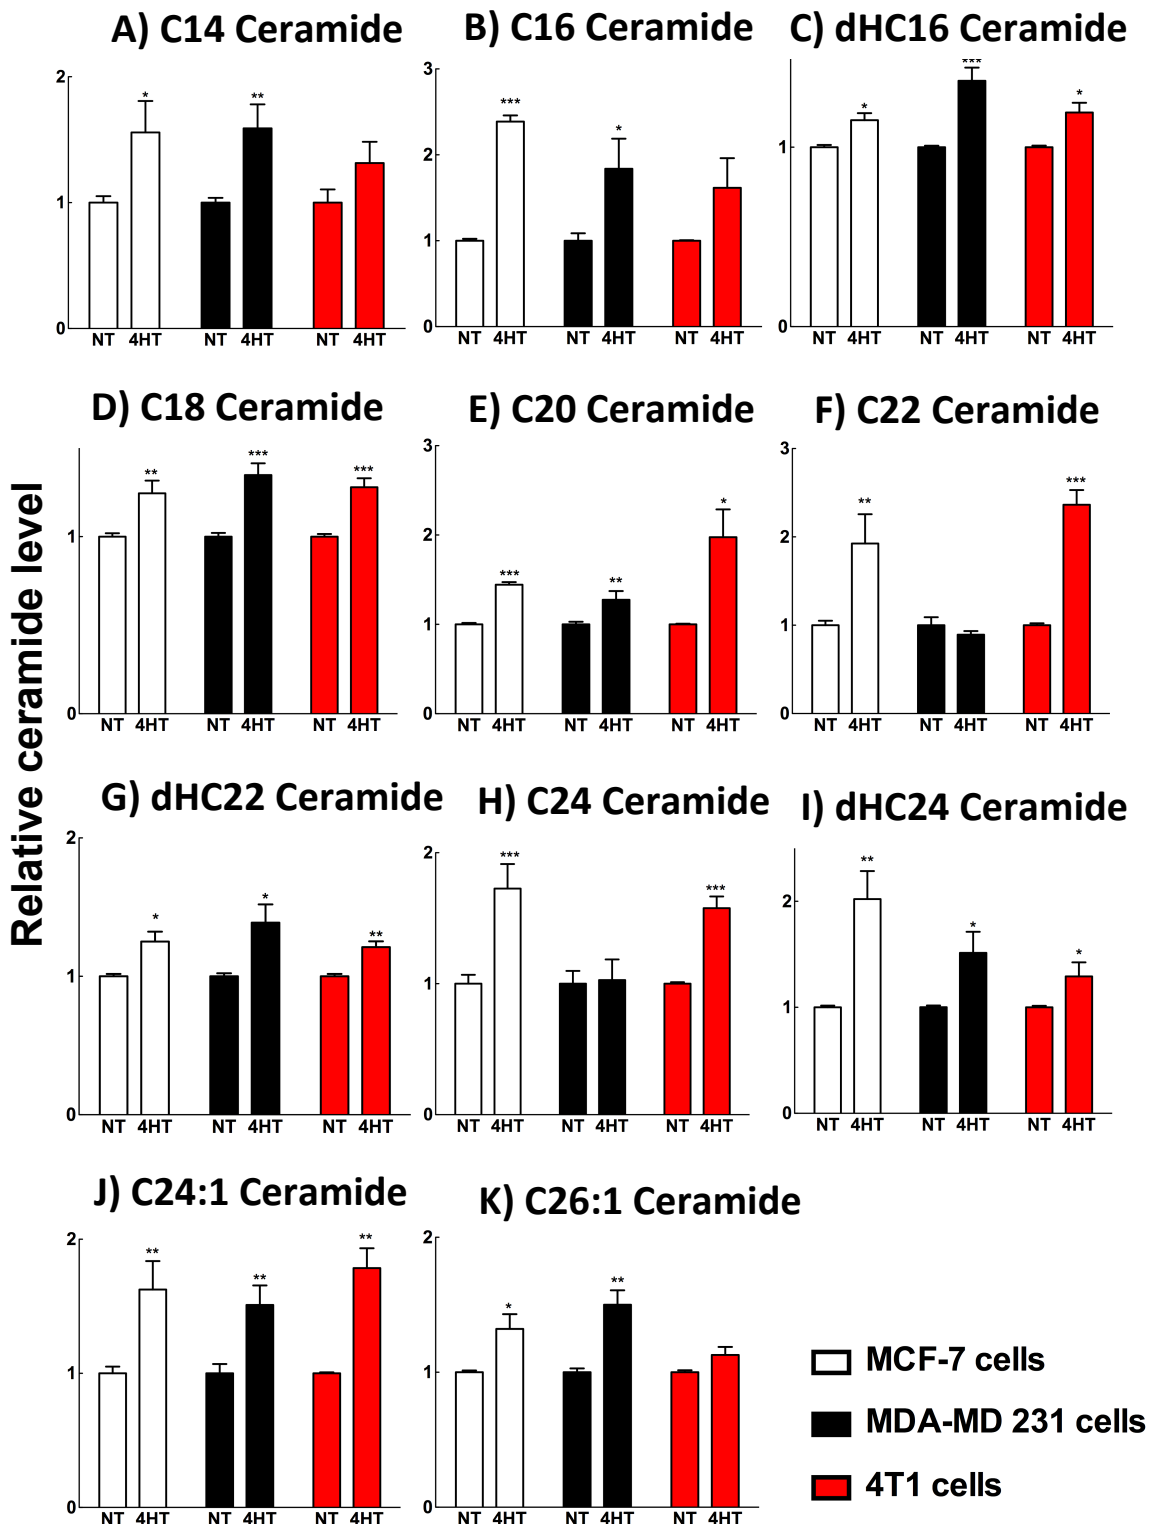 A) C14 Ceramide
B) C16 Ceramide
C) dHC16 Ceramide
2
1
0
* **
NT 4HT NT 4HT NT 4HT
3
2
1
0
*** *
NT 4HT NT 4HT NT 4HT
1
0
* *** *
NT 4HT NT 4HT NT 4HT
Relative ceramide level
D) C18 Ceramide
E) C20 Ceramide
F) C22 Ceramide
1
0
** *** ***
NT 4HT NT 4HT NT 4HT
3
2
1
0
*** ** *
NT 4HT NT 4HT NT 4HT
3
2
1
0
** ***
NT 4HT NT 4HT NT 4HT
G) dHC22 Ceramide
H) C24 Ceramide
I) dHC24 Ceramide
2
1
0
* * **
NT 4HT NT 4HT NT 4HT
2
1
0
*** ***
NT 4HT NT 4HT NT 4HT
2
1
0
** * *
NT 4HT NT 4HT NT 4HT
J) C24:1 Ceramide
K) C26:1 Ceramide
2
1
0
** ** **
NT 4HT NT 4HT NT 4HT
2
1
0
* **
NT 4HT NT 4HT NT 4HT
MCF-7 cells
MDA-MD 231 cells
4T1 cells